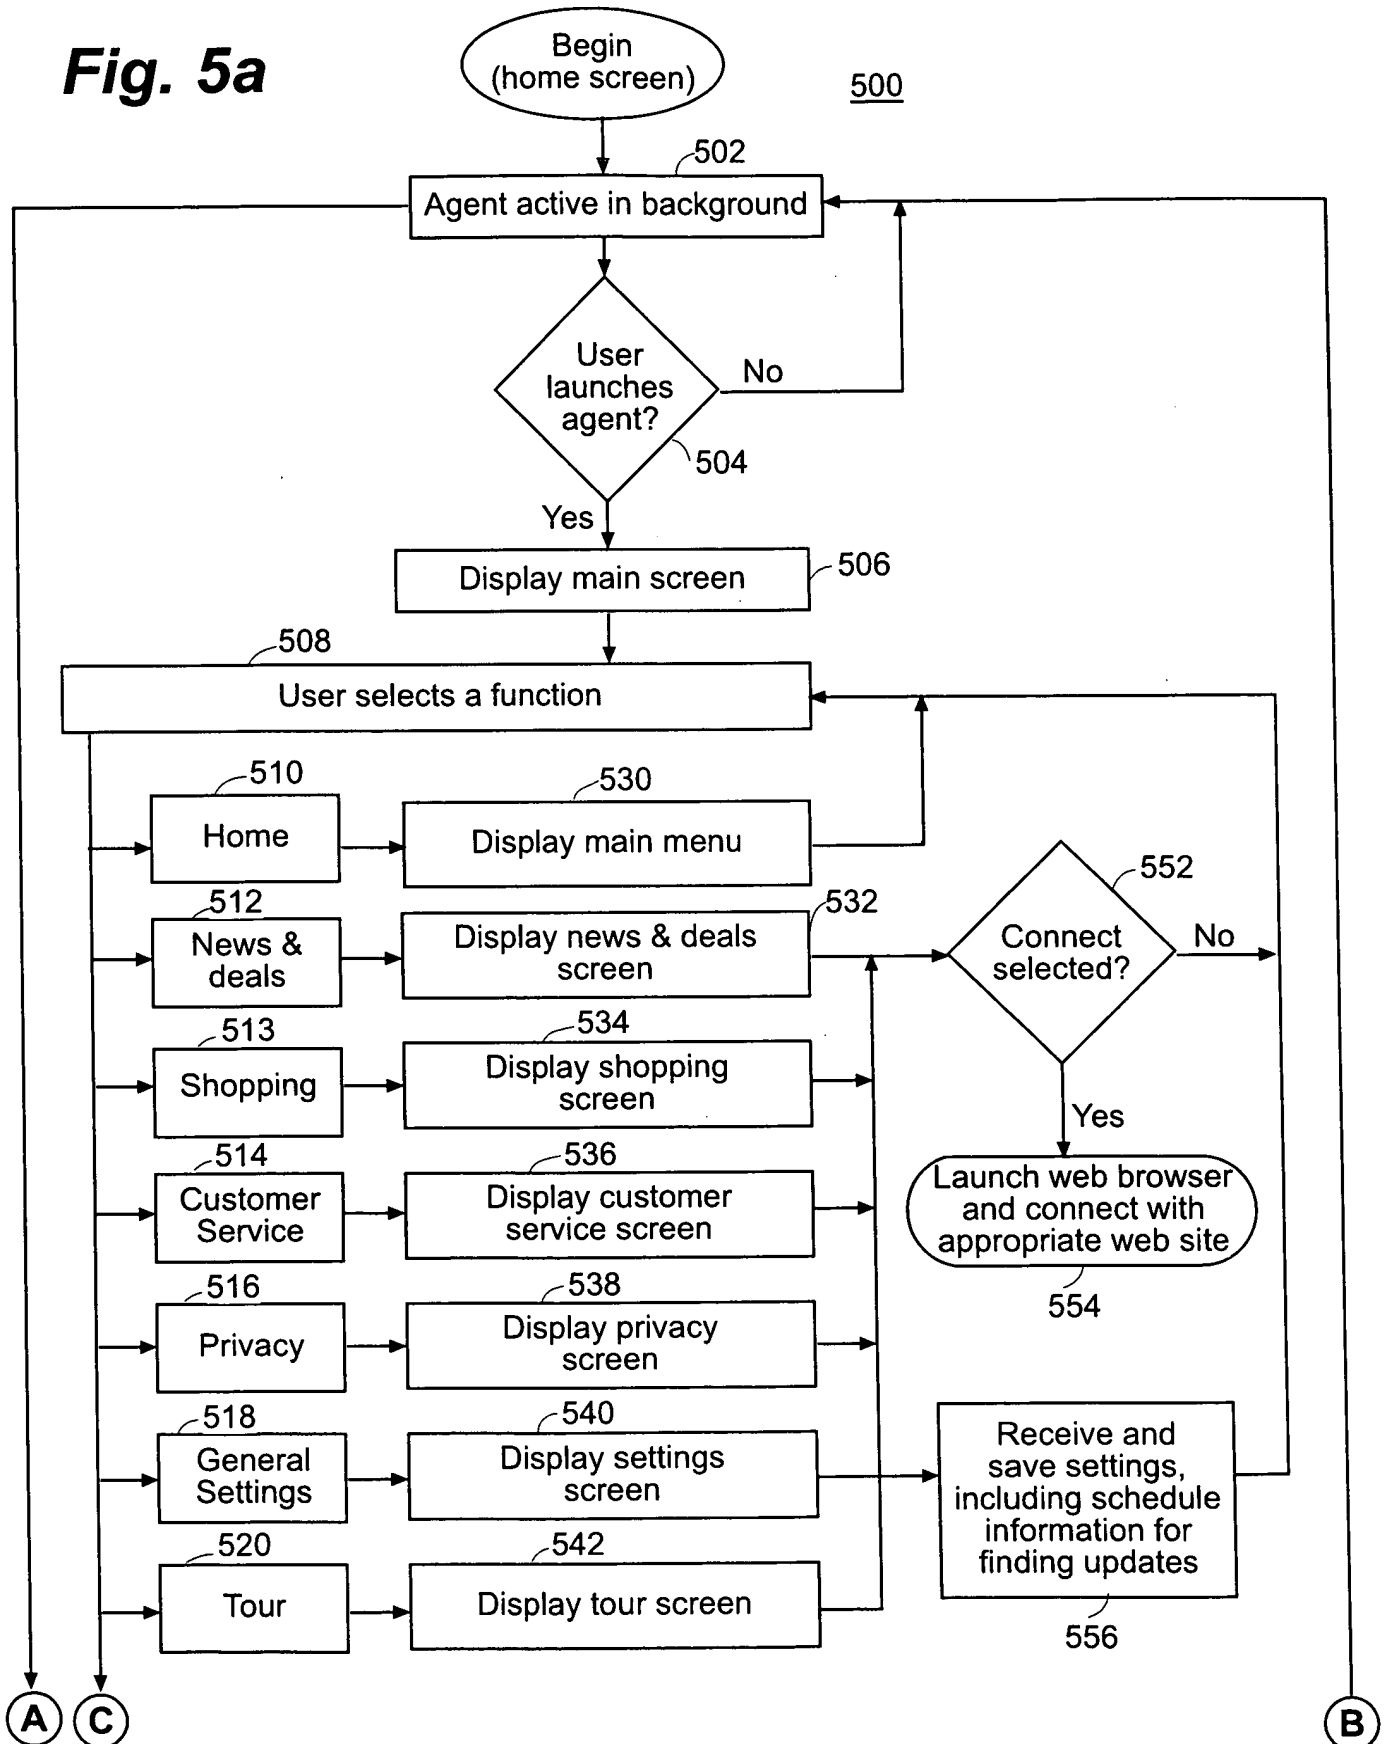 Fig. 5a
Begin
(home screen)
500
502
Agent active in background
User
launches
agent?
No
504
Yes
Display main screen
506
508
User selects a function
510
Home
530
Display main menu
512
News &
deals
532
Display news & deals
screen
552
Connect
selected?
No
513
Shopping
534
Display shopping
screen
Yes
514
Customer
Service
536
Display customer
service screen
Launch web browser
and connect with
appropriate web site
554
516
Privacy
538
Display privacy
screen
518
General
Settings
540
Display settings
screen
Receive and
save settings,
including schedule
information for
finding updates
556
520
Tour
542
Display tour screen
A
C
B